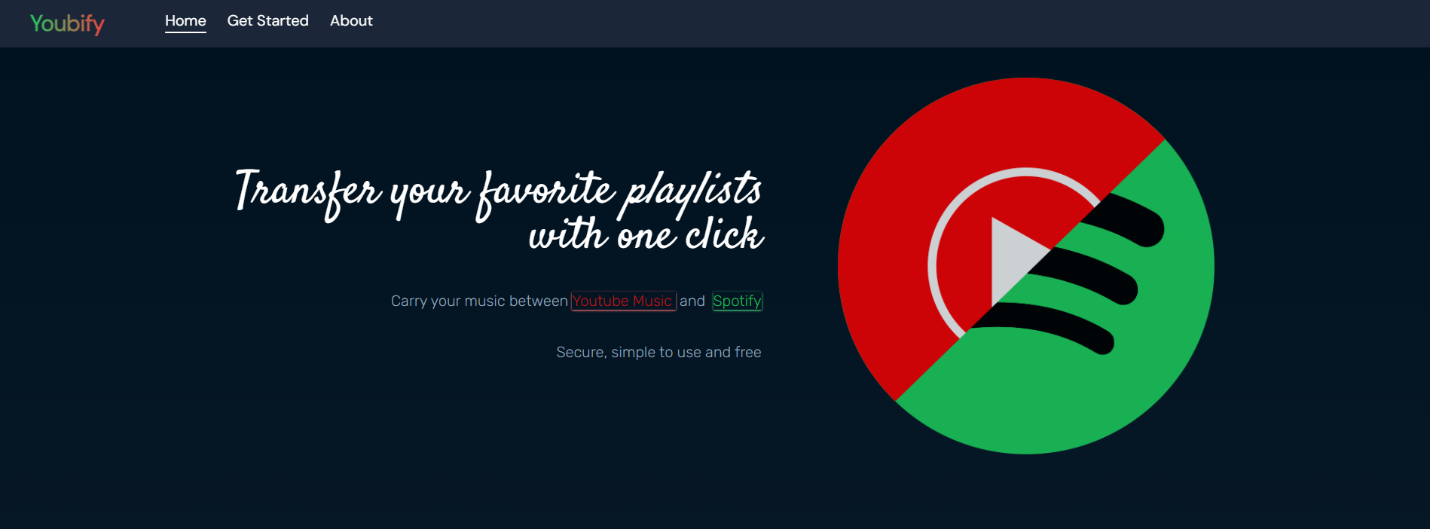 Youbify Home Get Started About
Transfer your favorite playlists
with one click
Carry your music between Youtube Music and Spotify
Secure, simple to use and free